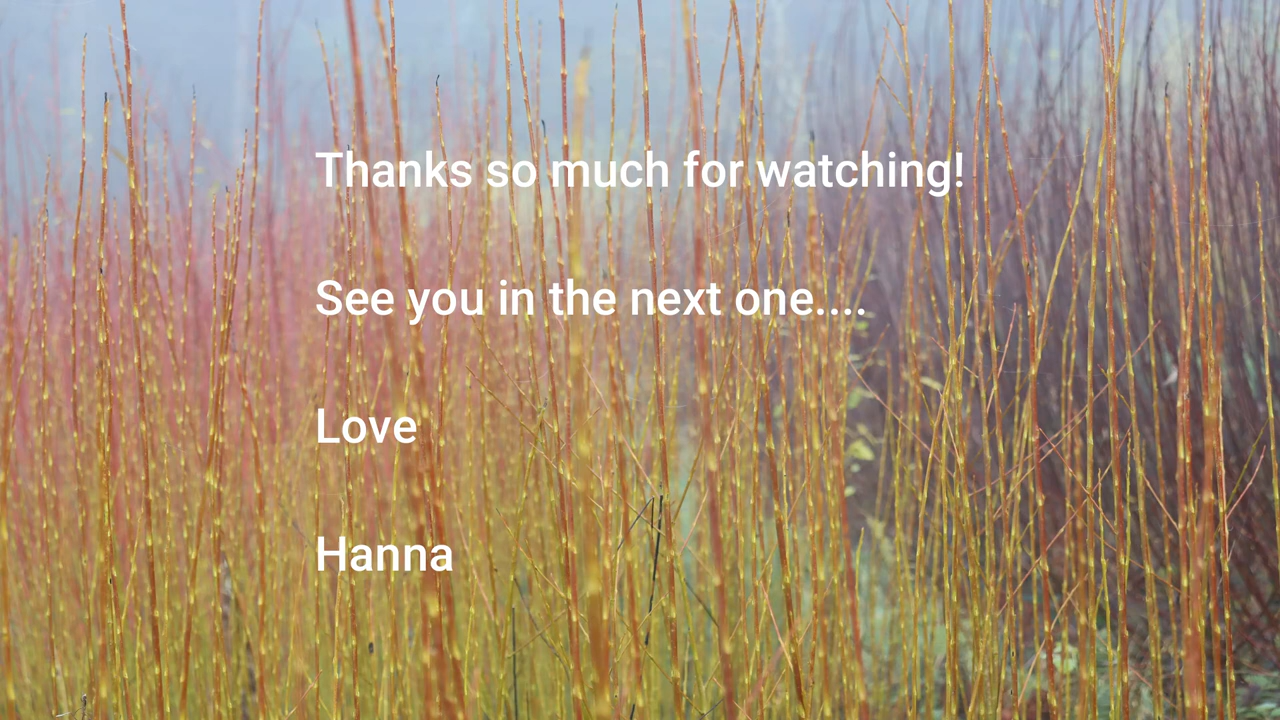 Thanks so much for watching!
See you in the next one....
Love
Hanna